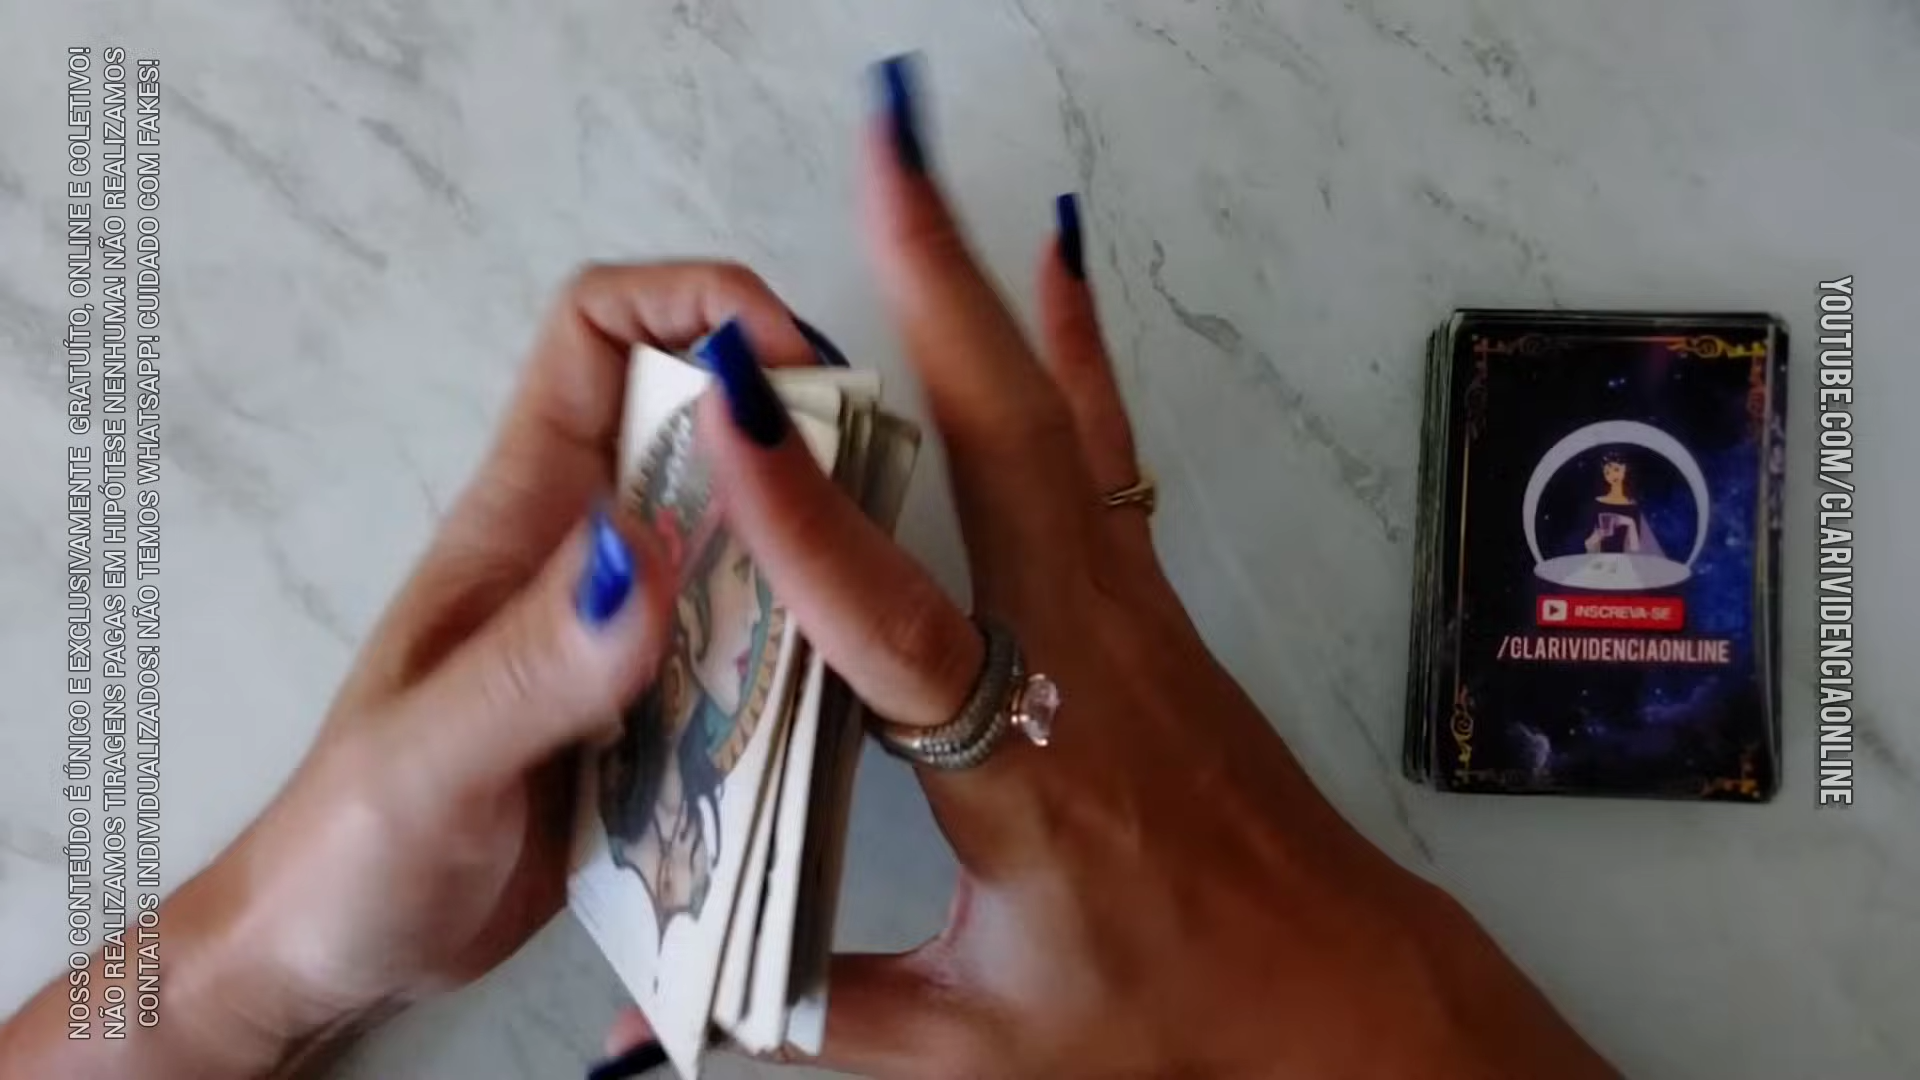 NOSSO CONTEÚDO É ÚNICO E EXCLUSIVAMENTE GRATUÍTO, ONLINE E COLETIVO!
NÃO REALIZAMOS TIRAGENS PAGAS EM HIPÓTESE NENHUMA! NÃO REALIZAMOS
CONTATOS INDIVIDUALIZADOS! NÃO TEMOS WHATSAPP! CUIDADO COM FAKES!
INSCREVA-SE
/CLARIVIDENCIAONLINE
YOUTUBE.COM/CLARIVIDENCIAONLINE